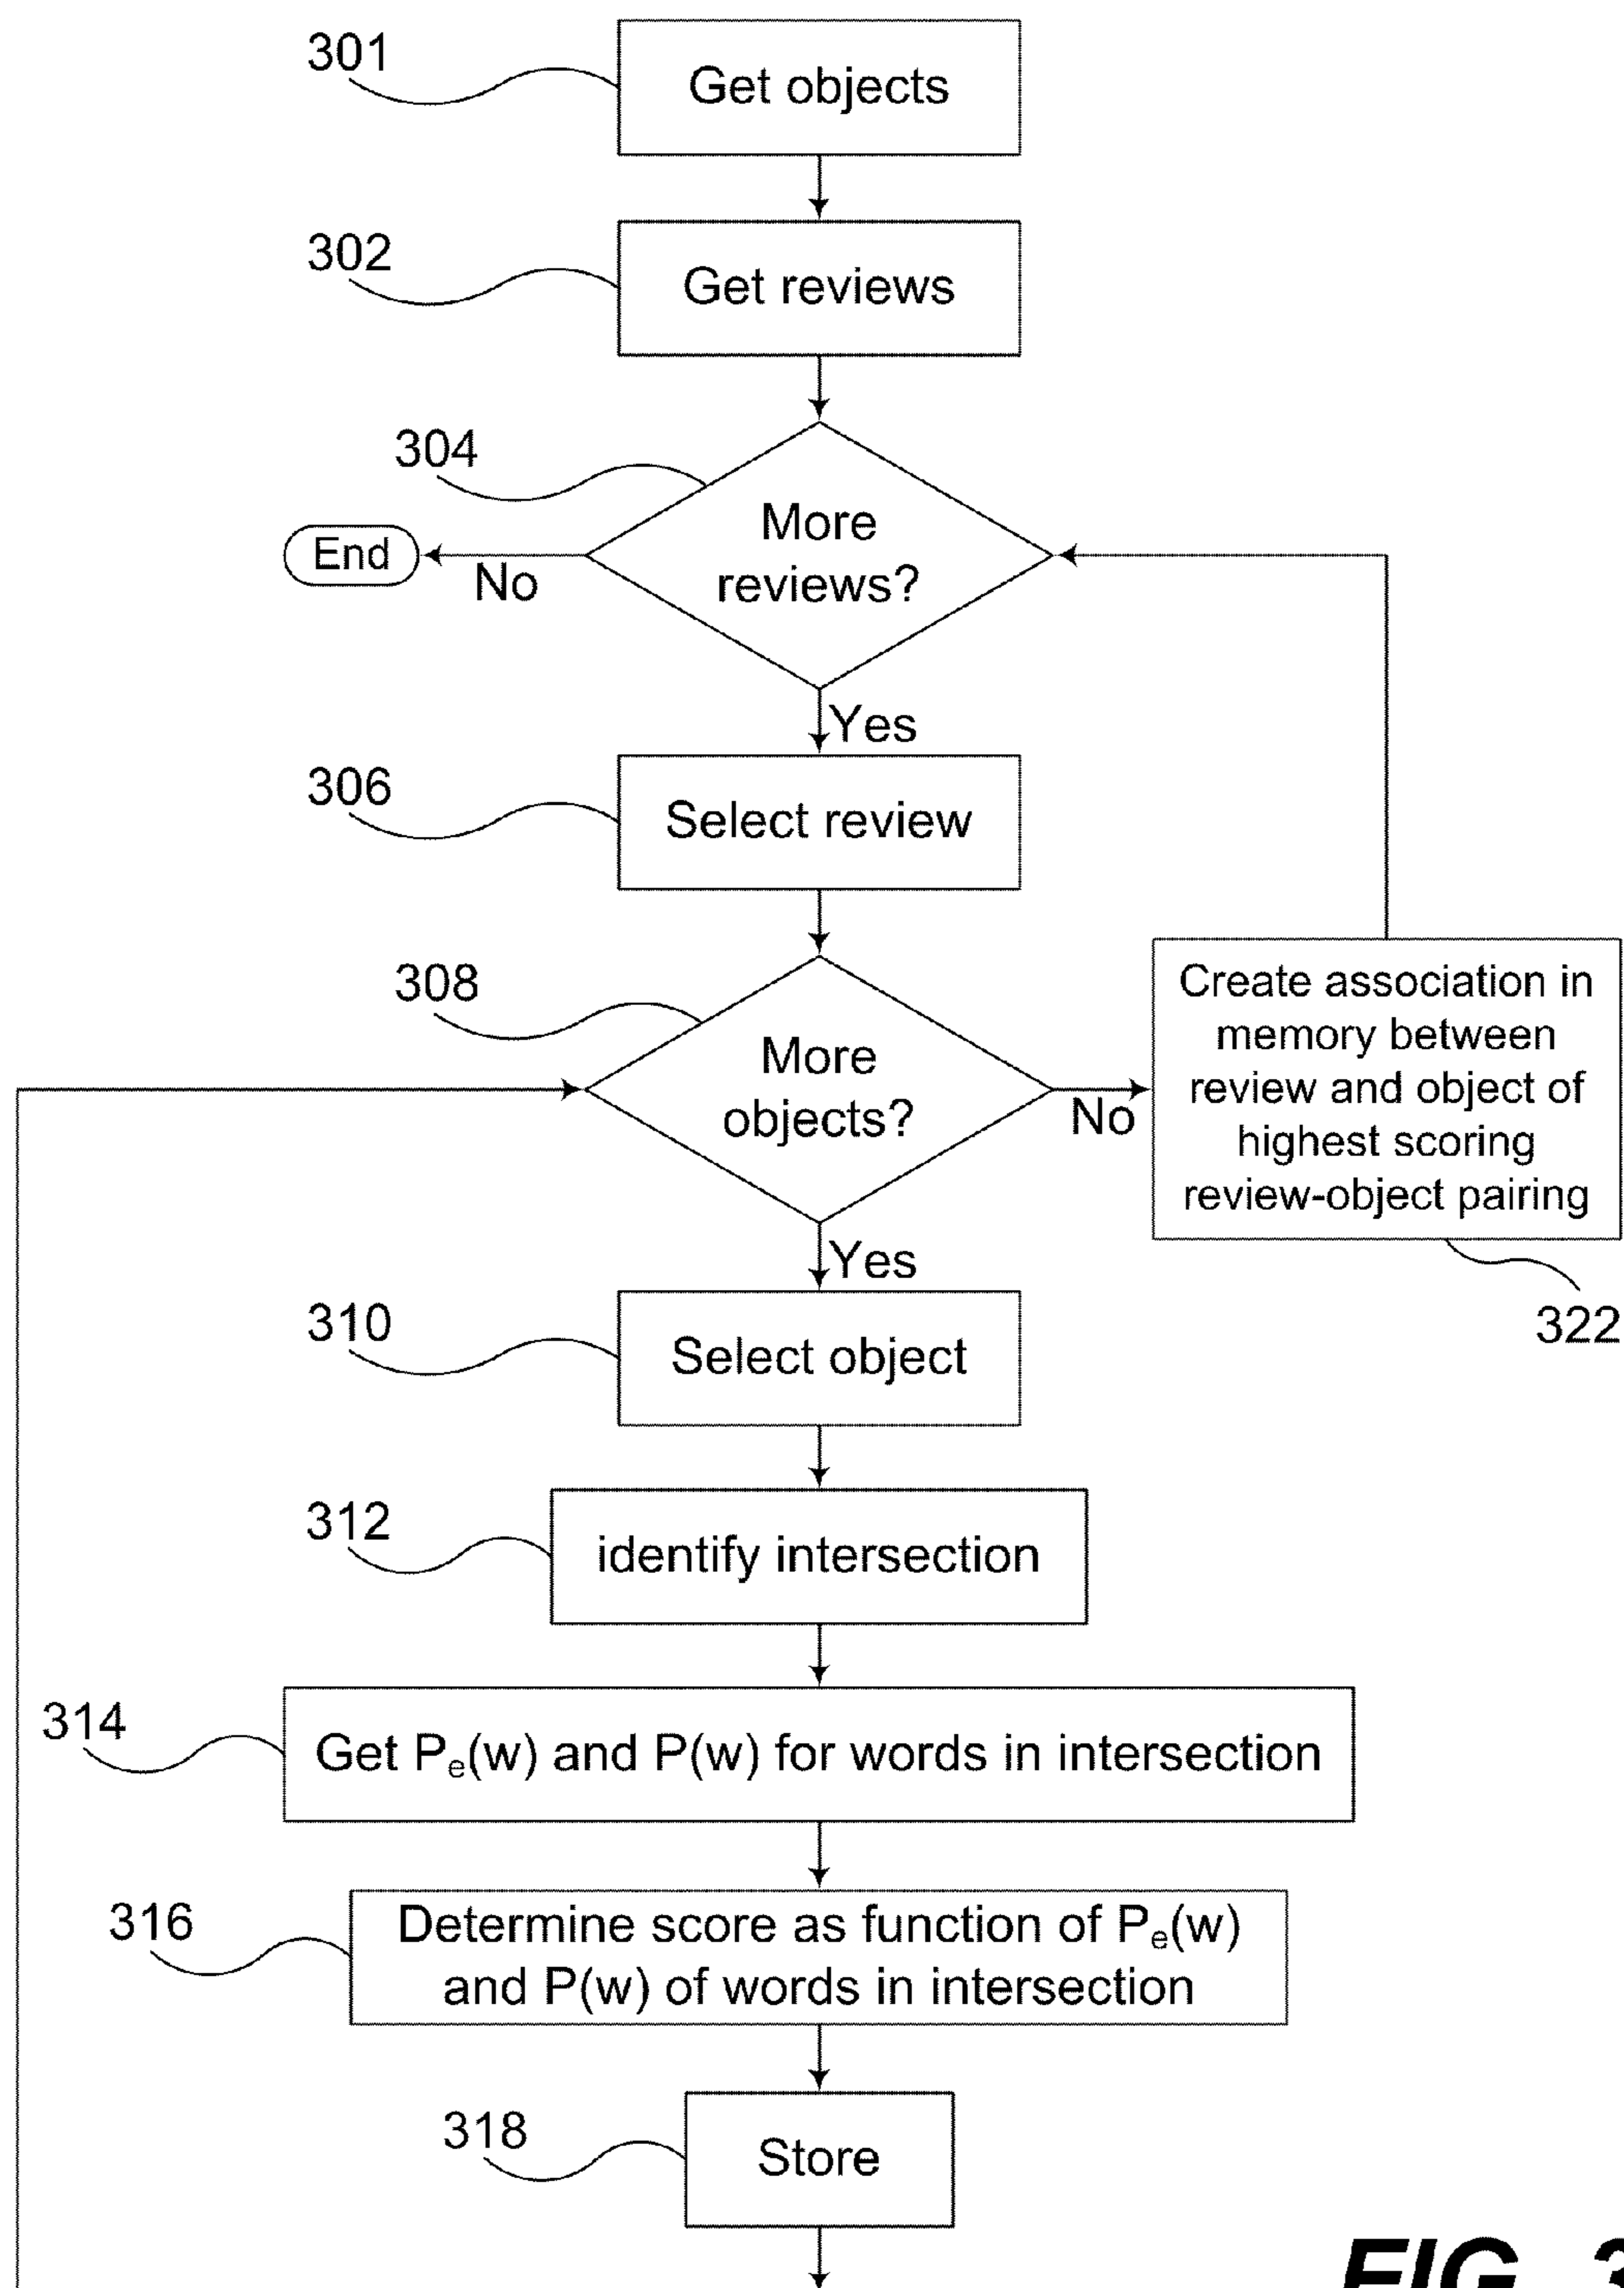 301
Get objects
302
Get reviews
304
More
reviews?
End
No
Yes
306
Select review
308
More
objects?
No
Create association in
memory between
review and object of
highest scoring
review-object pairing
322
Yes
310
Select object
312
identify intersection
314
Get Pe(w) and P(w) for words in intersection
316
Determine score as function of Pe(w)
and P(w) of words in intersection
318
Store
FIG. 3